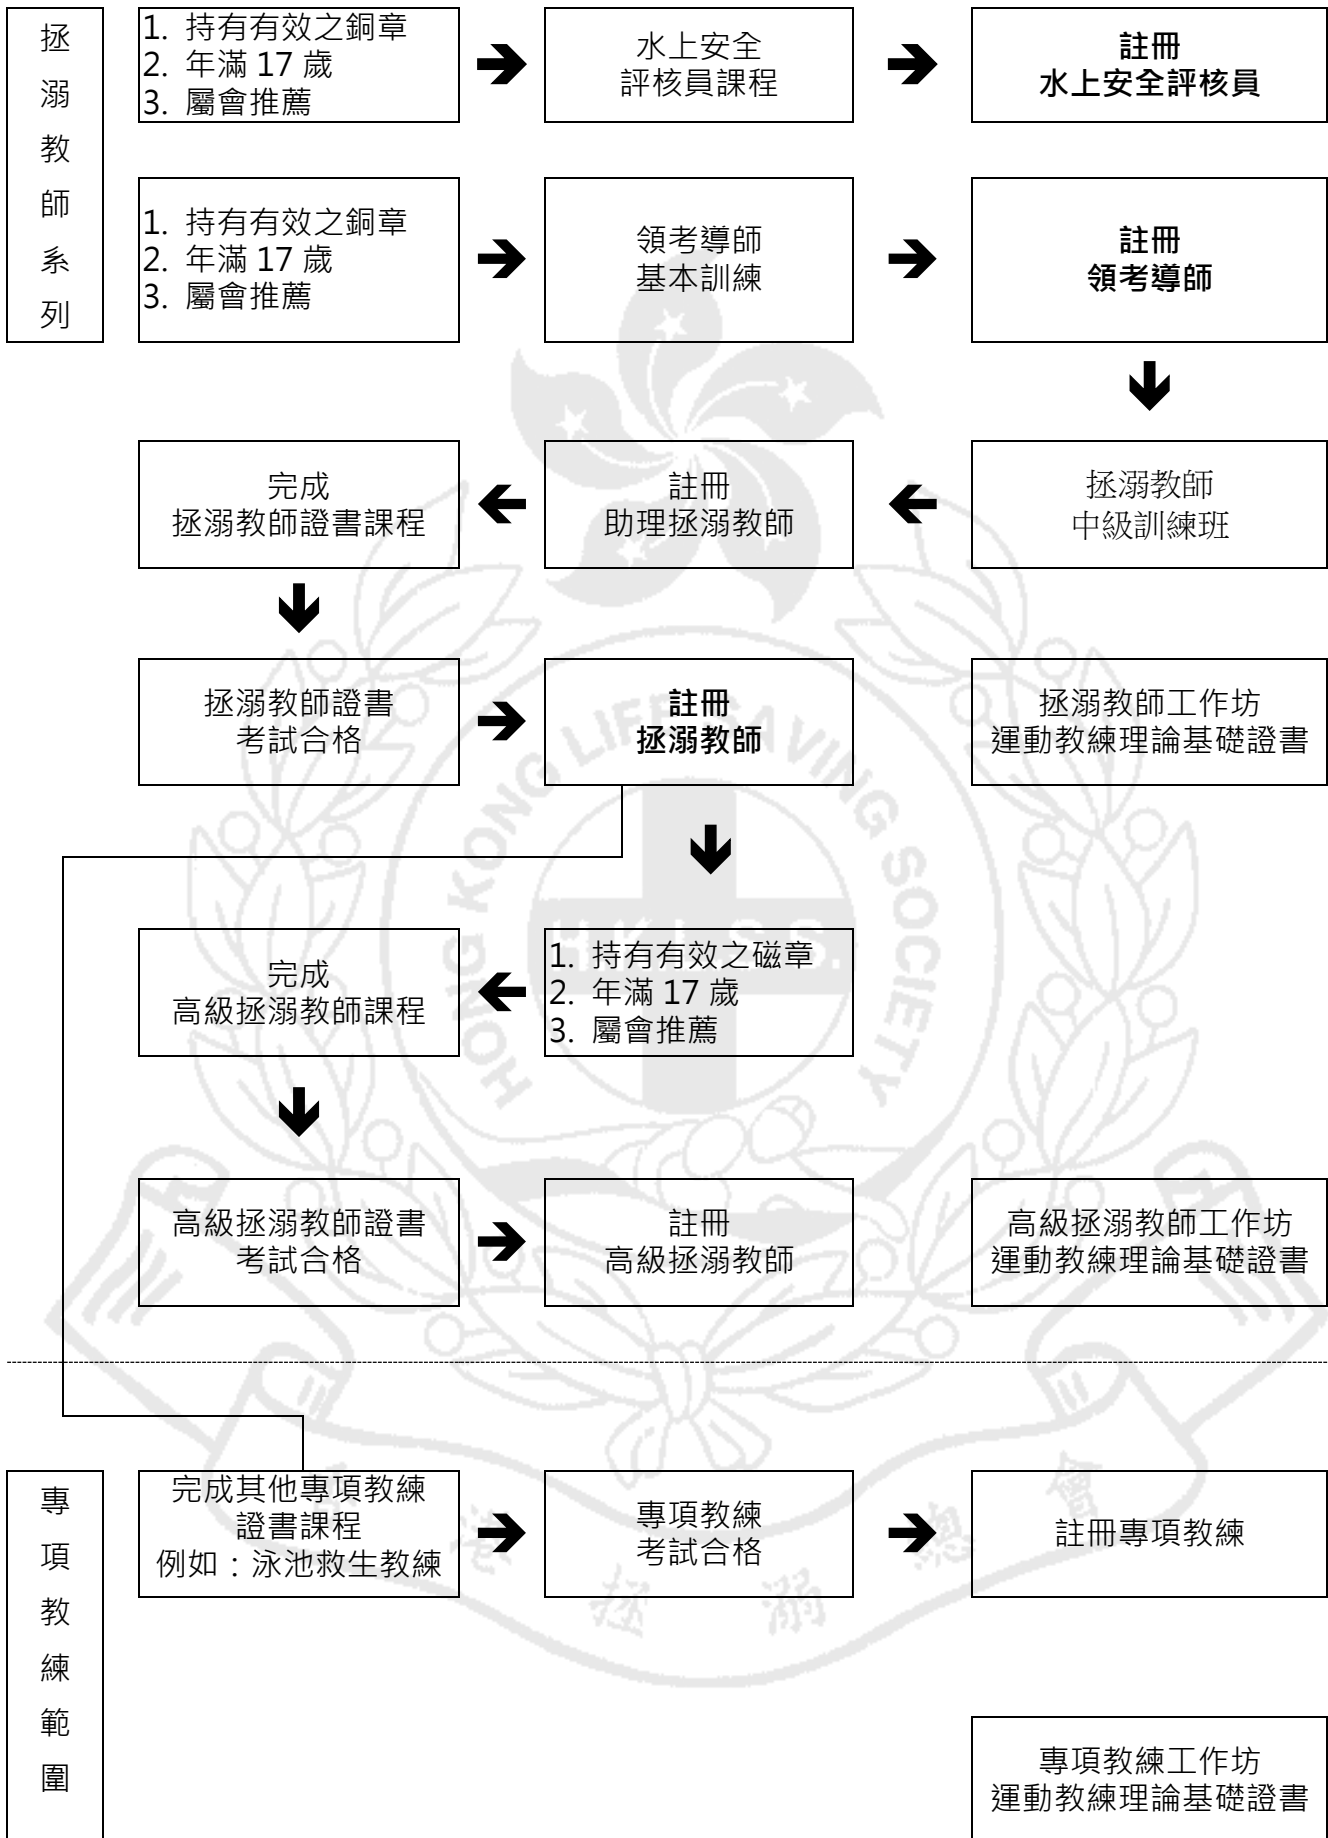 拯溺教師系列
1. 持有有效之銅章
2. 年滿 17 歲
3. 屬會推薦
水上安全
評核員課程
註冊
水上安全評核員
1. 持有有效之銅章
2. 年滿 17 歲
3. 屬會推薦
領考導師
基本訓練
註冊
領考導師
完成
拯溺教師證書課程
註冊
助理拯溺教師
拯溺教師
中級訓練班
拯溺教師證書
考試合格
註冊
拯溺教師
拯溺教師工作坊
運動教練理論基礎證書
完成
高級拯溺教師課程
1. 持有有效之磁章
2. 年滿 17 歲
3. 屬會推薦
高級拯溺教師證書
考試合格
註冊
高級拯溺教師
高級拯溺教師工作坊
運動教練理論基礎證書
專項教練範圍
完成其他專項教練
證書課程
例如：泳池救生教練
專項教練
考試合格
註冊專項教練
專項教練工作坊
運動教練理論基礎證書
HONG KONG LIFE SAVING SOCIETY
H.K.L.S.S.
香港拯溺總會